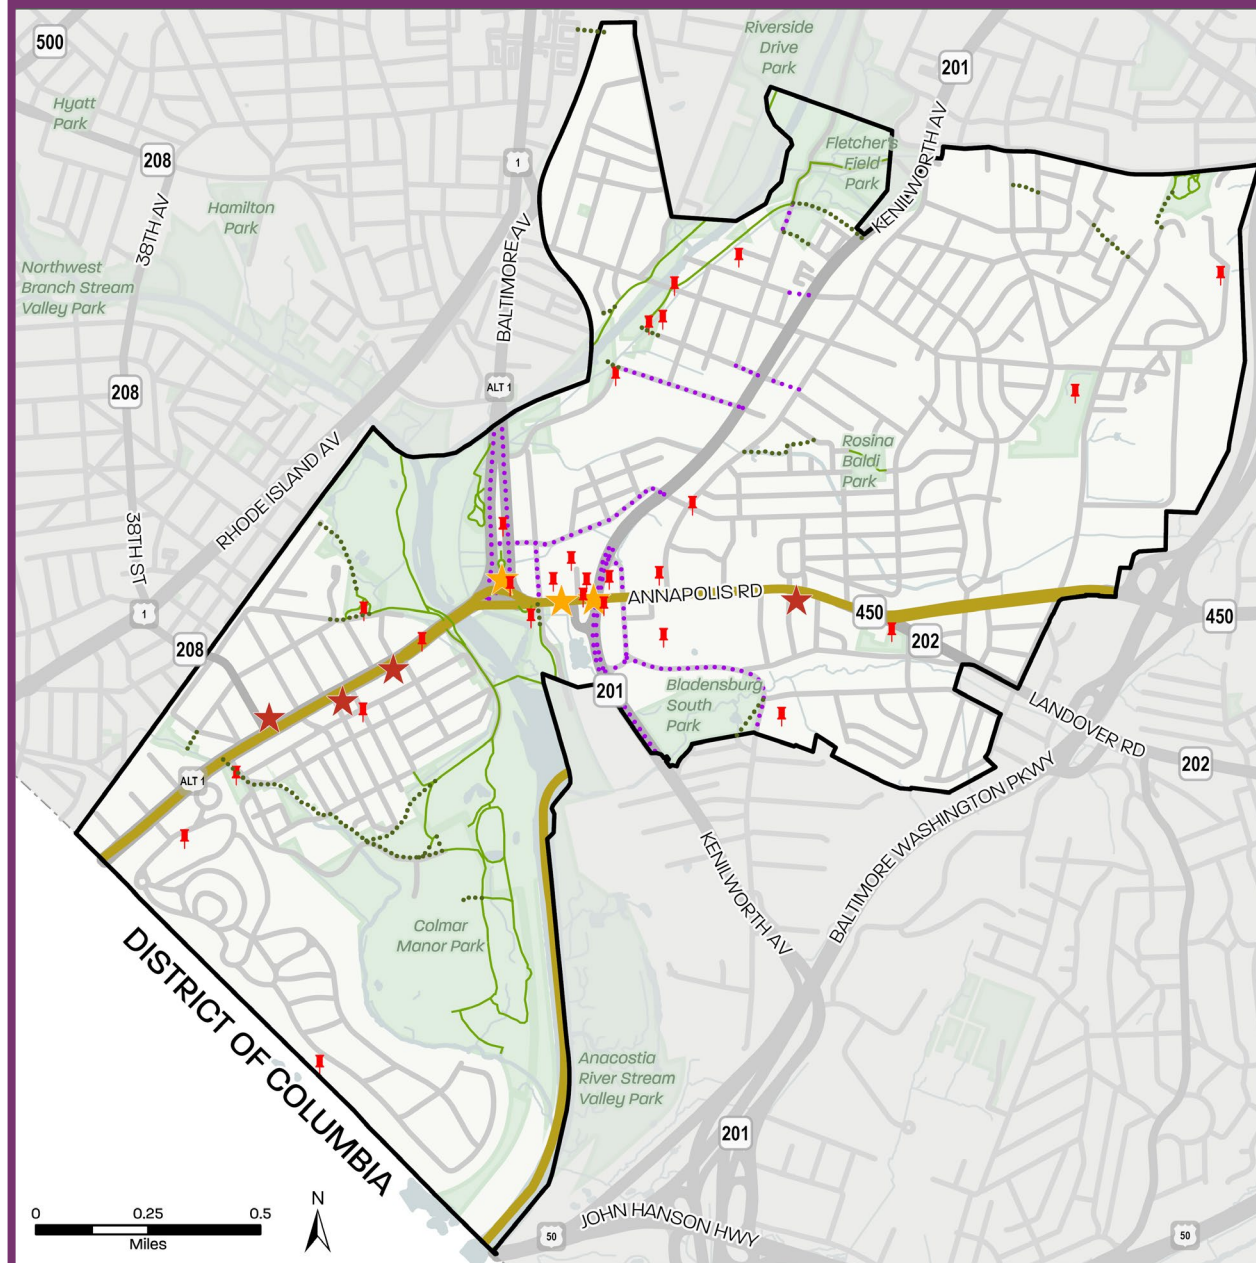 500
Riverside
Drive
Park
201
Hyatt
Park
KENILWORTH AV
208
1
Fletcher's
Field
Park
38TH AV
Hamilton
Park
BALTIMORE AV
Northwest
Branch Stream
Valley Park
208
ALT 1
RHODE ISLAND AV
Rosina
Baldi
Park
38TH ST
ANNAPOLIS RD
1
450
450
208
202
201
Bladensburg
South
Park
LANDOVER RD
ALT 1
202
BALTIMORE WASHINGTON PKWY
KENILWORTH AV
Colmar
Manor Park
DISTRICT OF COLUMBIA
Anacostia
River Stream
Valley Park
201
N
0 0.25 0.5
Miles
JOHN HANSON HWY
50
50